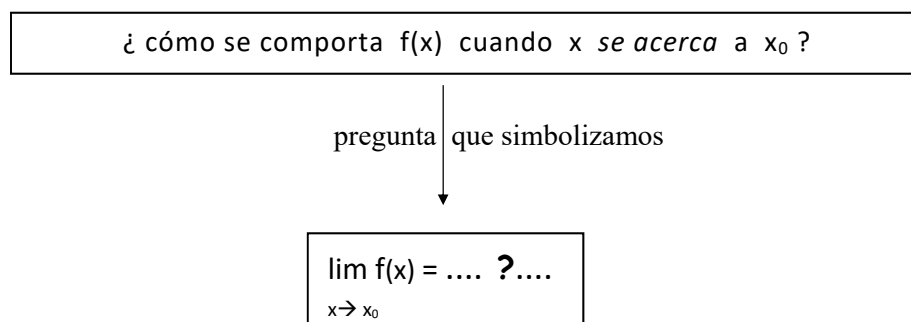 ¿ cómo se comporta f(x) cuando x se acerca a x₀ ?
pregunta que simbolizamos
lim f(x) = .... ?....
x→ x₀